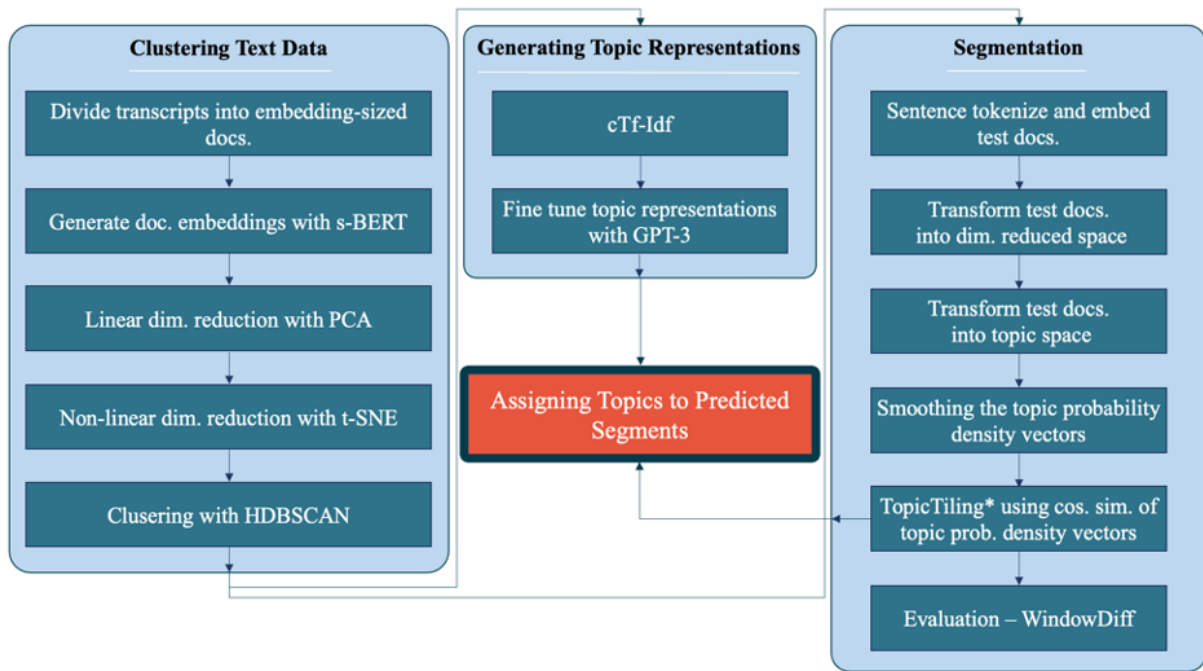 Clustering Text Data
Divide transcripts into embedding-sized
docs.
Generate doc. embeddings with s-BERT
Linear dim. reduction with PCA
Non-linear dim. reduction with t-SNE
Clusering with HDBSCAN
Generating Topic Representations
cTf-Idf
Fine tune topic representations
with GPT-3
Assigning Topics to Predicted
Segments
Segmentation
Sentence tokenize and embed
test docs.
Transform test docs.
into dim. reduced space
Transform test docs.
into topic space
Smoothing the topic probability
density vectors
TopicTiling* using cos. sim. of
topic prob. density vectors
Evaluation – WindowDiff